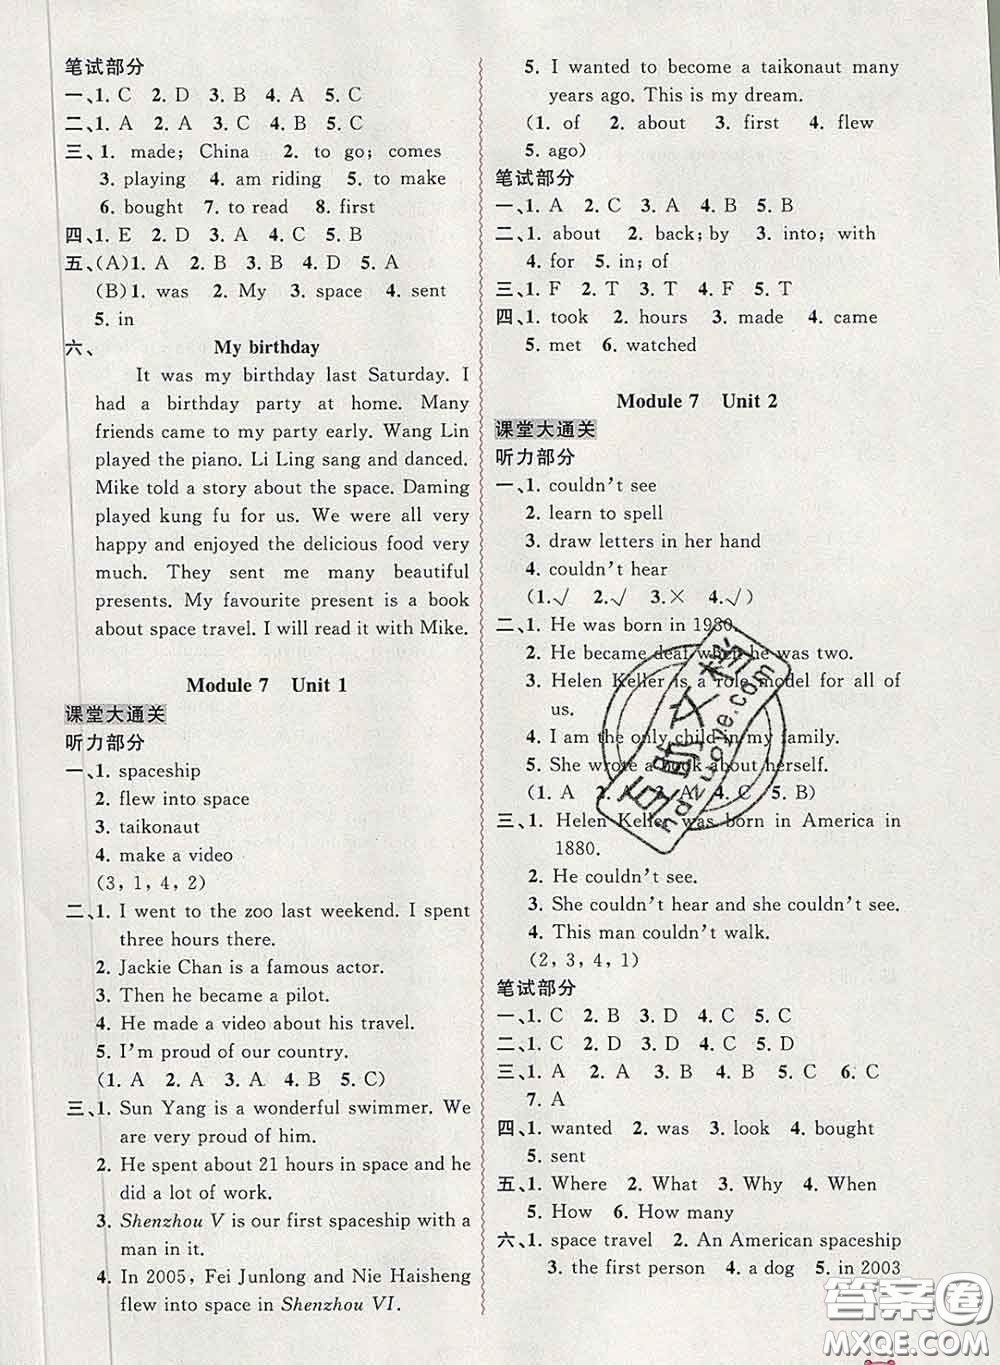 笔试部分
一、1. C 2. D 3. B 4. A 5. C
二、1. A 2. A 3. C 4. B 5. C
三、1. made; China 2. to go; comes
3. playing 4. am riding 5. to make
6. bought 7. to read 8. first
四、1. E 2. D 3. A 4. C 5. B
五、(A)1. A 2. B 3. B 4. D 5. A
(B)1. was 2. My 3. space 4. sent
5. in
六、 My birthday
It was my birthday last Saturday. I
had a birthday party at home. Many
friends came to my party early. Wang Lin
played the piano. Li Ling sang and danced.
Mike told a story about the space. Daming
played kung fu for us. We were all very
happy and enjoyed the delicious food very
much. They sent me many beautiful
presents. My favourite present is a book
about space travel. I will read it with Mike.
Module 7 Unit 1
课堂大通关
听力部分
一、1. spaceship
2. flew into space
3. taikonaut
4. make a video
(3, 1, 4, 2)
二、1. I went to the zoo last weekend. I spent
three hours there.
2. Jackie Chan is a famous actor.
3. Then he became a pilot.
4. He made a video about his travel.
5. I'm proud of our country.
(1. A 2. A 3. A 4. B 5. C)
三、1. Sun Yang is a wonderful swimmer. We
are very proud of him.
2. He spent about 21 hours in space and he
did a lot of work.
3. Shenzhou V is our first spaceship with a
man in it.
4. In 2005, Fei Junlong and Nie Haisheng
flew into space in Shenzhou VI.
5. I wanted to become a taikonaut many
years ago. This is my dream.
(1. of 2. about 3. first 4. flew
5. ago)
笔试部分
一、1. A 2. C 3. A 4. B 5. B
二、1. about 2. back; by 3. into; with
4. for 5. in; of
三、1. F 2. T 3. T 4. F 5. T
四、1. took 2. hours 3. made 4. came
5. met 6. watched
Module 7 Unit 2
课堂大通关
听力部分
一、1. couldn't see
2. learn to spell
3. draw letters in her hand
4. couldn't hear
(1.√ 2.√ 3.× 4.√)
二、1. He was born in 1980.
2. He became deaf when he was two.
3. Helen Keller is a role model for all of
us.
4. I am the only child in my family.
5. She wrote a book about herself.
(1. A 2. A 3. A 4. C 5. B)
三、1. Helen Keller was born in America in
1880.
2. He couldn't see.
3. She couldn't hear and she couldn't see.
4. This man couldn't walk.
(2, 3, 4, 1)
笔试部分
一、1. C 2. B 3. D 4. C 5. C
二、1. C 2. B 3. A 4. C 5. D
三、1. A 2. A 3. B 4. B 5. C 6. C
7. A
四、1. wanted 2. was 3. look 4. bought
5. sent
五、1. Where 2. What 3. Why 4. When
5. How 6. How many
六、1. space travel 2. An American spaceship
3. the first person 4. a dog 5. in 2003
答案圈
MXQE.COM